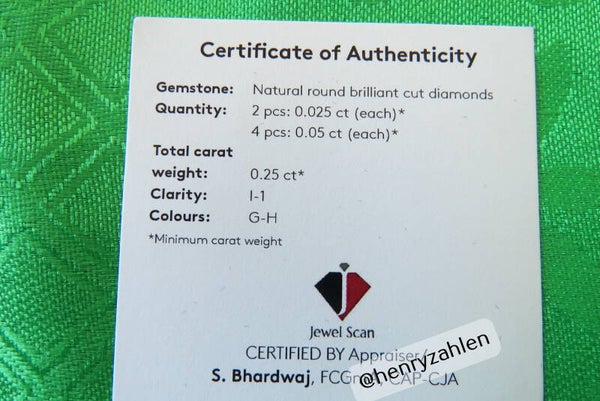 Certificate of Authenticity
Gemstone: Natural round brilliant cut diamonds
Quantity: 2 pcs: 0.025 ct (each)*
4 pcs: 0.05 ct (each)*
Total carat
weight: 0.25 ct*
Clarity: I-1
Colours: G-H
*Minimum carat weight
Jewel Scan
CERTIFIED BY Appraiser
S. Bhardwaj, CAP-CJA
@henryzahlen